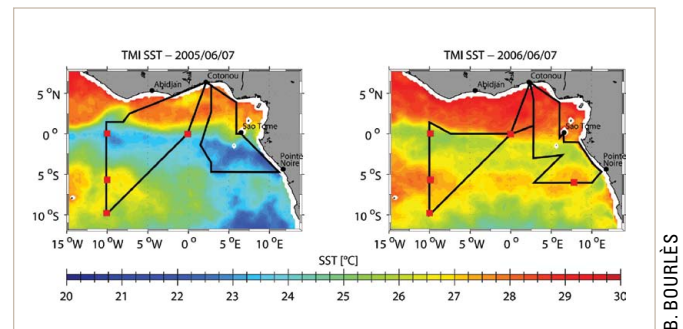 TMI SST – 2005/06/07
Abidjan
Cotonou
Sao Tome
Pointe
Noire
5 °N
0 °
5 °S
10 °S
15 °W
10 °W
5 °W
0 °
5 °E
10 °E
TMI SST – 2006/06/07
Abidjan
Cotonou
Sao Tome
Pointe
Noire
5 °N
0 °
5 °S
10 °S
15 °W
10 °W
5 °W
0 °
5 °E
10 °E
SST [°C]
20 21 22 23 24 25 26 27 28 29 30
B. BOURLÈS